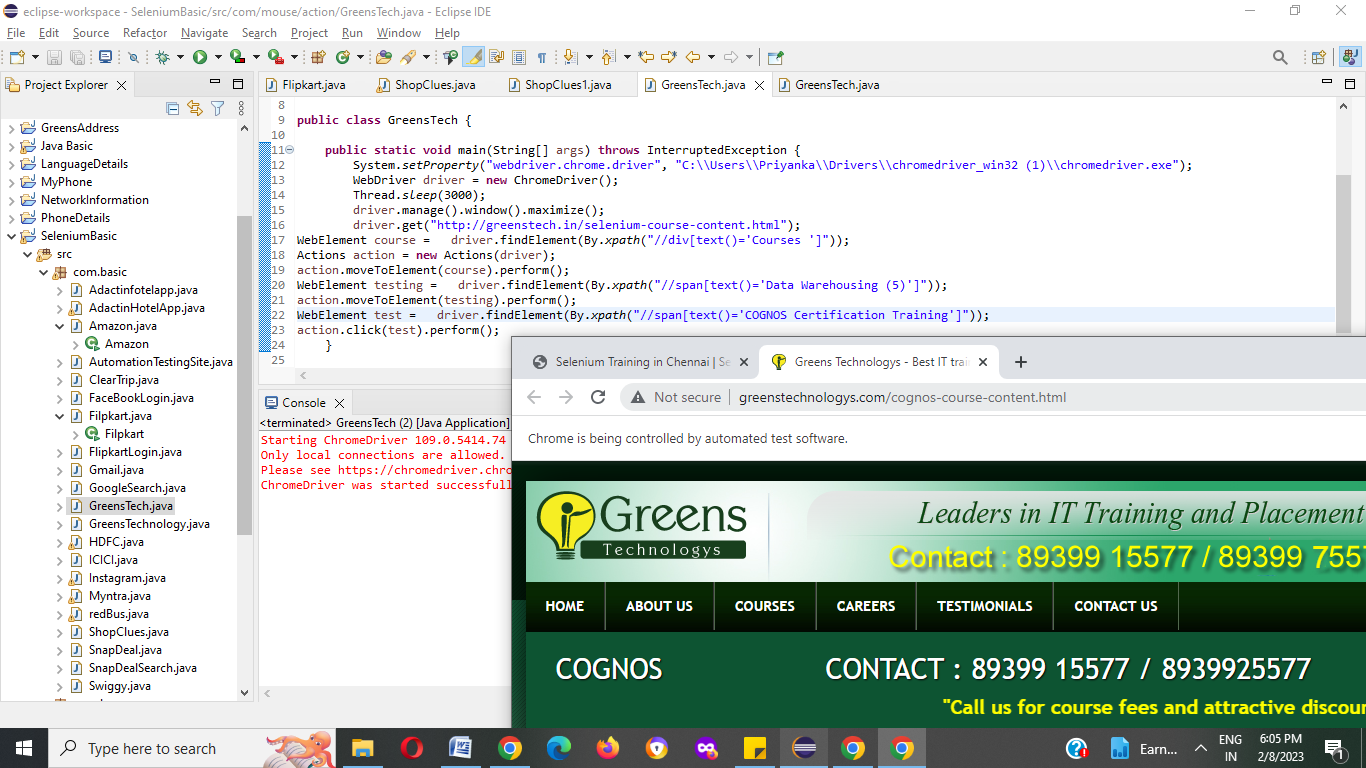 eclipse-workspace - SeleniumBasic/src/com/mouse/action/GreensTech.java - Eclipse IDE
File Edit Source Refactor Navigate Search Project Run Window Help
Project Explorer
GreensAddress
Java Basic
LanguageDetails
MyPhone
NetworkInformation
PhoneDetails
SeleniumBasic
src
com.basic
Adactinfotelapp.java
AdactinHotelApp.java
Amazon.java
Amazon
AutomationTestingSite.java
ClearTrip.java
FaceBookLogin.java
Filpkart.java
Filpkart
FlipkartLogin.java
Gmail.java
GoogleSearch.java
GreensTech.java
GreensTechnology.java
HDFC.java
ICICI.java
Instagram.java
Myntra.java
redBus.java
ShopClues.java
SnapDeal.java
SnapDealSearch.java
Swiggy.java
Flipkart.java ShopClues.java ShopClues1.java GreensTech.java GreensTech.java
8
9 public class GreensTech {
10
11 public static void main(String[] args) throws InterruptedException {
12 System.setProperty("webdriver.chrome.driver", "C:\\Users\\Priyanka\\Drivers\\chromedriver_win32 (1)\\chromedriver.exe");
13 WebDriver driver = new ChromeDriver();
14 Thread.sleep(3000);
15 driver.manage().window().maximize();
16 driver.get("http://greenstech.in/selenium-course-content.html");
17 WebElement course =   driver.findElement(By.xpath("//div[text()='Courses ']"));
18 Actions action = new Actions(driver);
19 action.moveToElement(course).perform();
20 WebElement testing =   driver.findElement(By.xpath("//span[text()='Data Warehousing (5)']"));
21 action.moveToElement(testing).perform();
22 WebElement test =   driver.findElement(By.xpath("//span[text()='COGNOS Certification Training']"));
23 action.click(test).perform();
24 }
25
Console
<terminated> GreensTech (2) [Java Application]
Starting ChromeDriver 109.0.5414.74
Only local connections are allowed.
Please see https://chromedriver.chro
ChromeDriver was started successfull
Selenium Training in Chennai | Se Greens Technologys - Best IT trai
Not secure greenstechnologys.com/cognos-course-content.html
Chrome is being controlled by automated test software.
Greens
Technologys
Leaders in IT Training and Placement
Contact : 89399 15577 / 89399 755
HOME ABOUT US COURSES CAREERS TESTIMONIALS CONTACT US
COGNOS CONTACT : 89399 15577 / 8939925577
"Call us for course fees and attractive discou
Type here to search
Earn...
ENG
IN
6:05 PM
2/8/2023
1